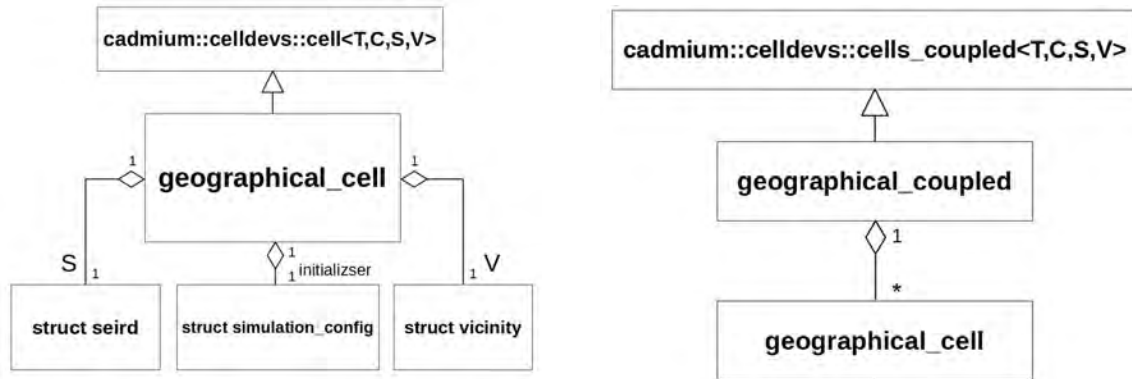 cadmium::celldevs::cell<T,C,S,V>
geographical_cell
1
1
1
1
initializser
S
1
1
V
struct seird
struct simulation_config
struct vicinity
cadmium::celldevs::cells_coupled<T,C,S,V>
geographical_coupled
1
*
geographical_cell